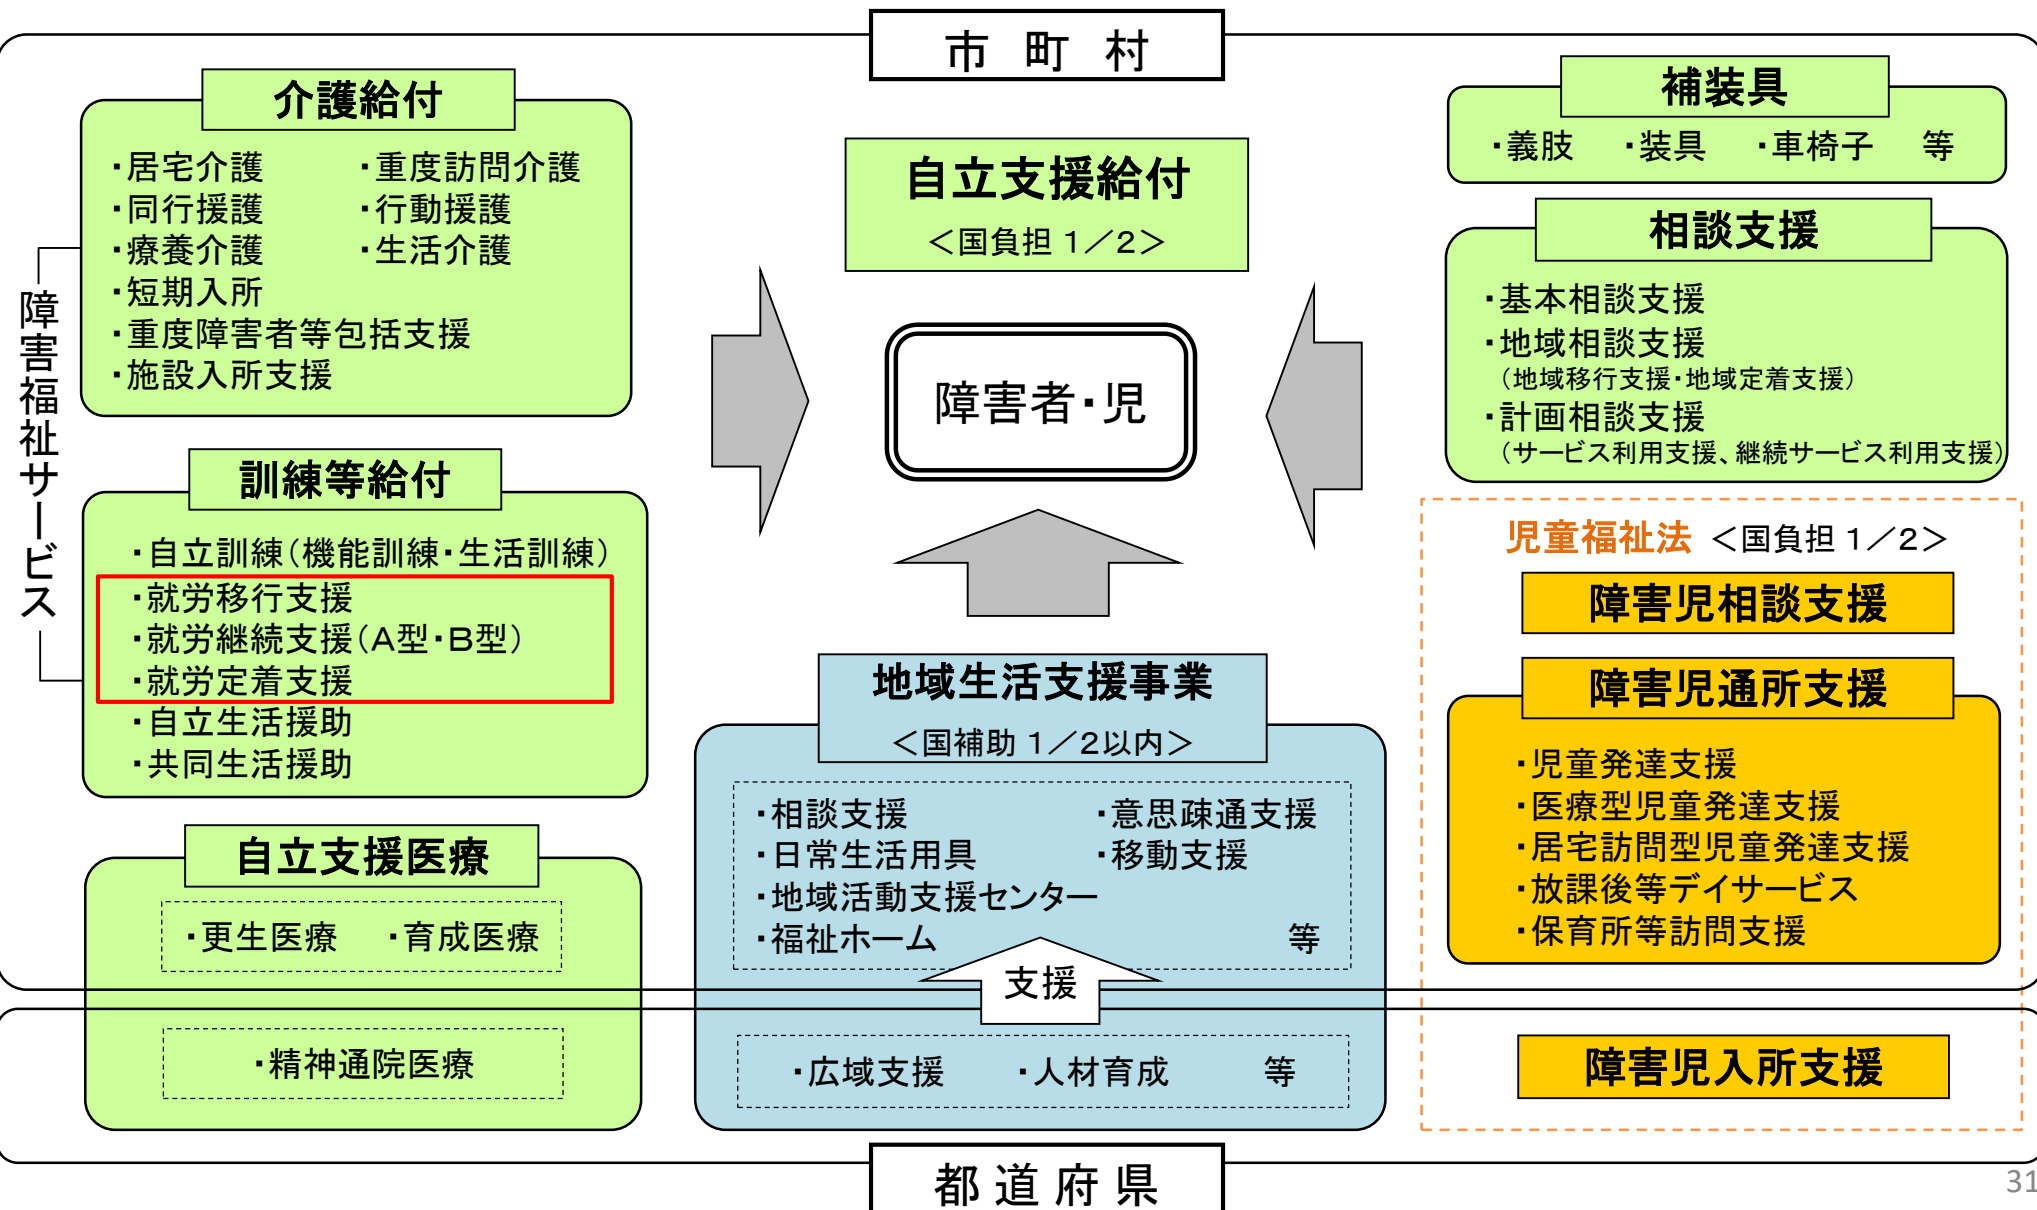 市町村
介護給付
・居宅介護 ・重度訪問介護
・同行援護 ・行動援護
・療養介護 ・生活介護
・短期入所
・重度障害者等包括支援
・施設入所支援
障害福祉サービス
訓練等給付
・自立訓練（機能訓練・生活訓練）
・就労移行支援
・就労継続支援（A型・B型）
・就労定着支援
・自立生活援助
・共同生活援助
自立支援医療
・更生医療 ・育成医療
・精神通院医療
自立支援給付
＜国負担 1／2＞
障害者・児
地域生活支援事業
＜国補助 1／2以内＞
・相談支援 ・意思疎通支援
・日常生活用具 ・移動支援
・地域活動支援センター
・福祉ホーム 等
支援
・広域支援 ・人材育成 等
補装具
・義肢 ・装具 ・車椅子 等
相談支援
・基本相談支援
・地域相談支援
（地域移行支援・地域定着支援）
・計画相談支援
（サービス利用支援、継続サービス利用支援）
児童福祉法 ＜国負担 1／2＞
障害児相談支援
障害児通所支援
・児童発達支援
・医療型児童発達支援
・居宅訪問型児童発達支援
・放課後等デイサービス
・保育所等訪問支援
障害児入所支援
都道府県
31